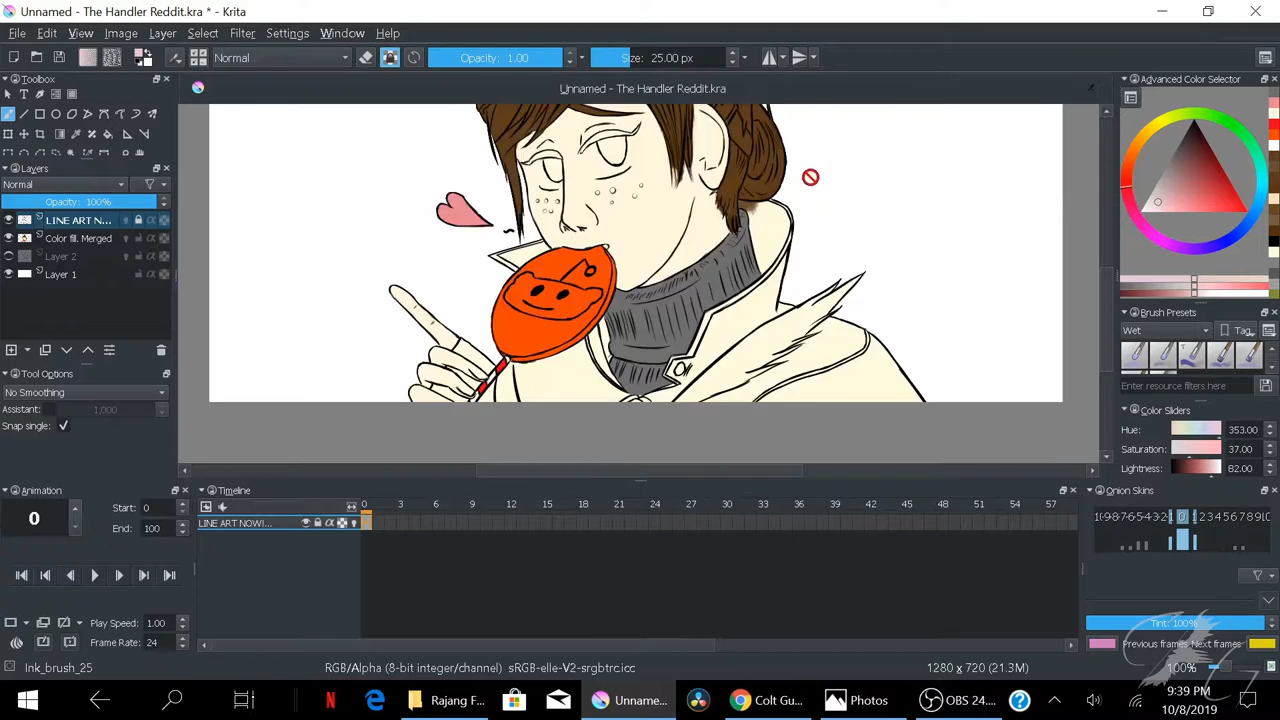 Unnamed - The Handler Reddit.kra * - Krita
File Edit View Image Layer Select Filter Settings Window Help
Normal Opacity: 1.00 Size: 25.00 px
Toolbox
Unnamed - The Handler Reddit.kra
Advanced Color Selector
Layers
Normal
Opacity: 100%
LINE ART N...
Color fill. Merged
Layer 2
Layer 1
Brush Presets
Wet Tag
Enter resource filters here
Tool Options
No Smoothing
Assistant: 1,000
Snap single:
Color Sliders
Hue: 353.00
Saturation: 37.00
Lightness: 82.00
Animation
Timeline
Onion Skins
0 Start: 0
End: 100
0 3 6 9 12 15 18 21 24 27 30 33 36 39 42 45 48 51 54 57
LINE ART NOW!...
Play Speed: 1.00
Frame Rate: 24
Tint: 100%
Previous frames Next frames
Ink_brush_25
RGB/Alpha (8-bit integer/channel) sRGB-elle-V2-srgbtrc.icc
1280 x 720 (21.3M)
100%
Rajang F...
Unname...
Colt Gu...
Photos
OBS 24....
9:39 PM
10/8/2019